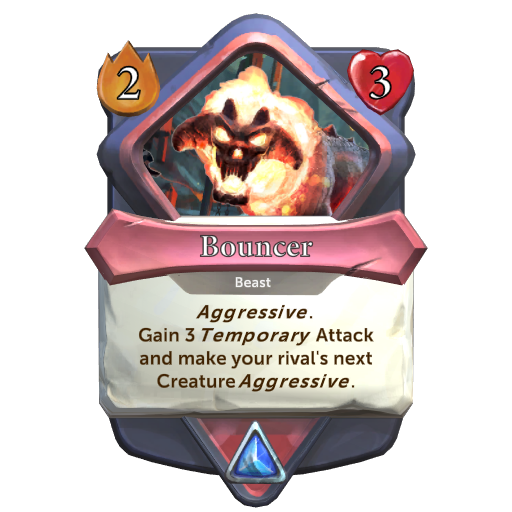 2
3
Bouncer
Beast
Aggressive.
Gain 3 Temporary Attack
and make your rival's next
Creature Aggressive.